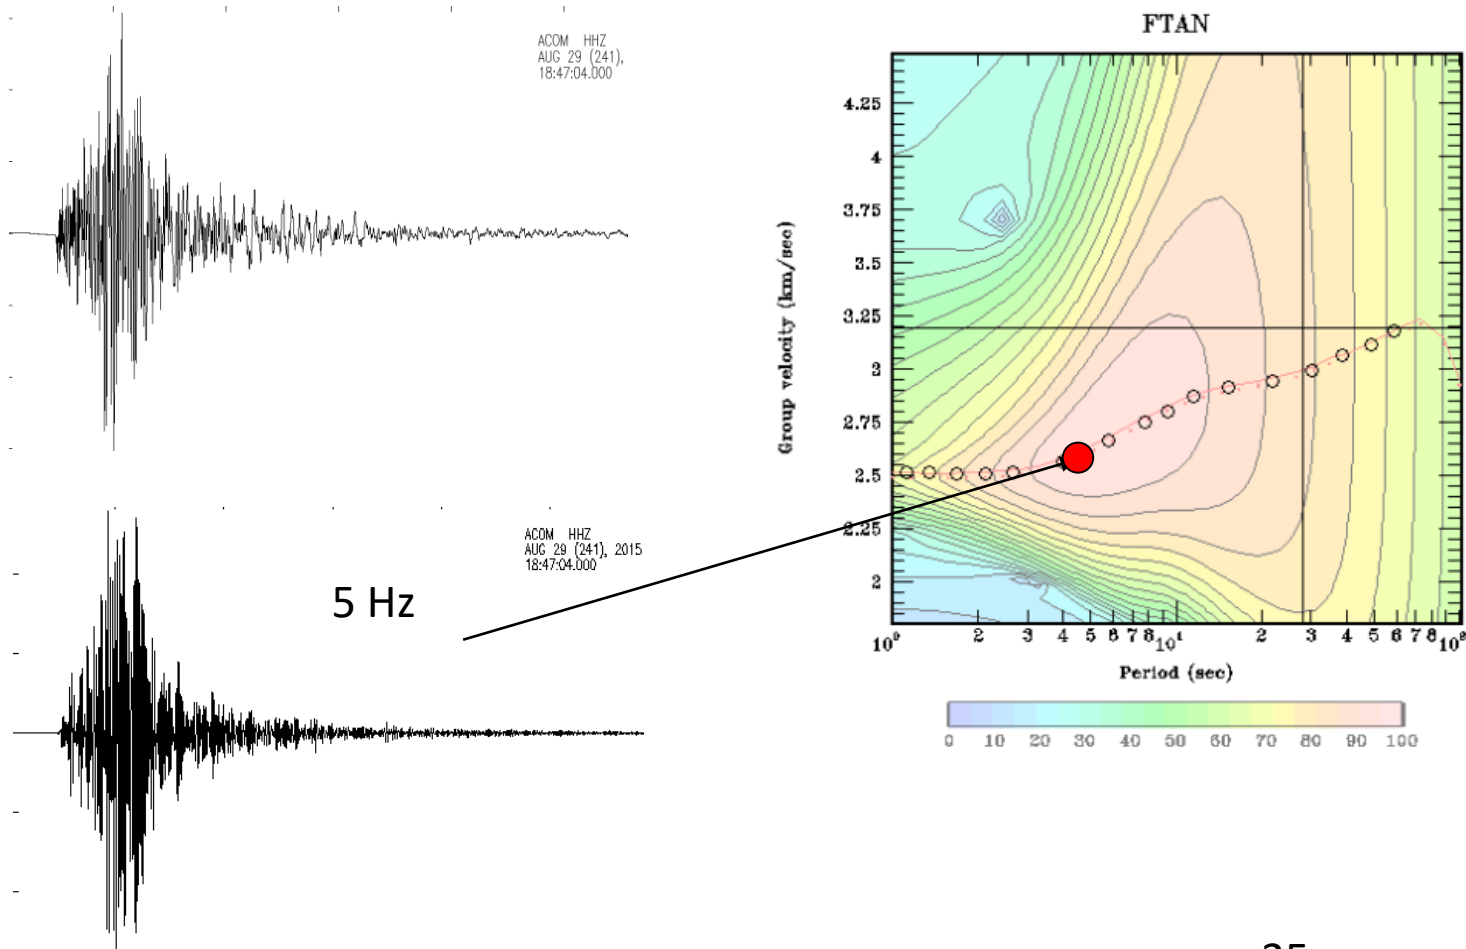 ACOM HHZ
AUG 29 (241),
18:47:04.000
ACOM HHZ
AUG 29 (241), 2015
18:47:04.000
5 Hz
FTAN
Group velocity (km/sec)
4.25
4
3.75
3.5
3.25
3
2.75
2.5
2.25
2
10⁰ 2 3 4 5 6 7 8 10¹ 2 3 4 5 6 7 8 10²
Period (sec)
0 10 20 30 40 50 60 70 80 90 100